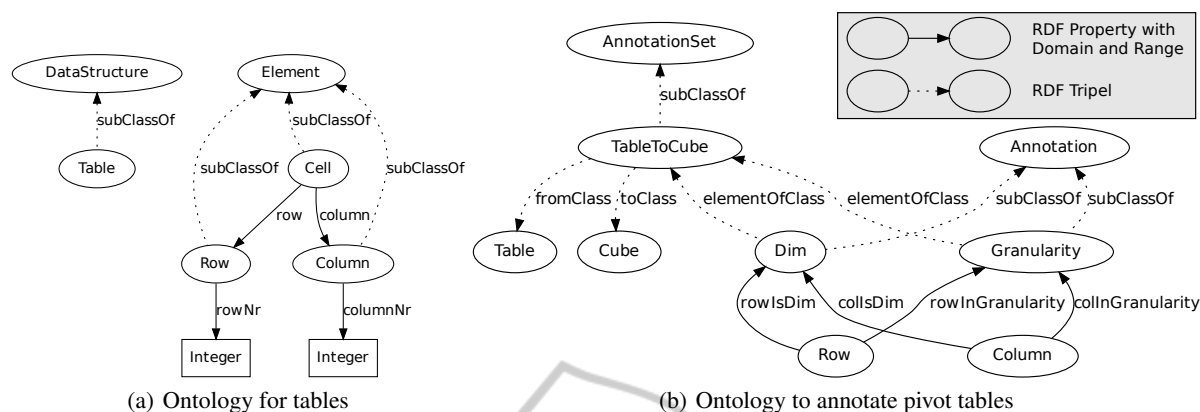 AnnotationSet
RDF Property with
Domain and Range
RDF Tripel
DataStructure
Element
subClassOf
subClassOf
subClassOf
TableToCube
Annotation
Table
subClassOf
Cell
subClassOf
fromClass
toClass
elementOfClass
elementOfClass
subClassOf
subClassOf
row
column
Table
Cube
Dim
Granularity
Row
Column
rowNr
columnNr
rowIsDim
collsDim
rowInGranularity
colInGranularity
Integer
Integer
Row
Column
(a) Ontology for tables
(b) Ontology to annotate pivot tables